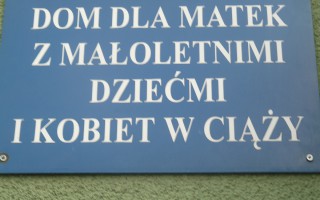 DOM DLA MATEK
Z MAŁOLETNIMI
DZIEĆMI
I KOBIET W CIĄŻY